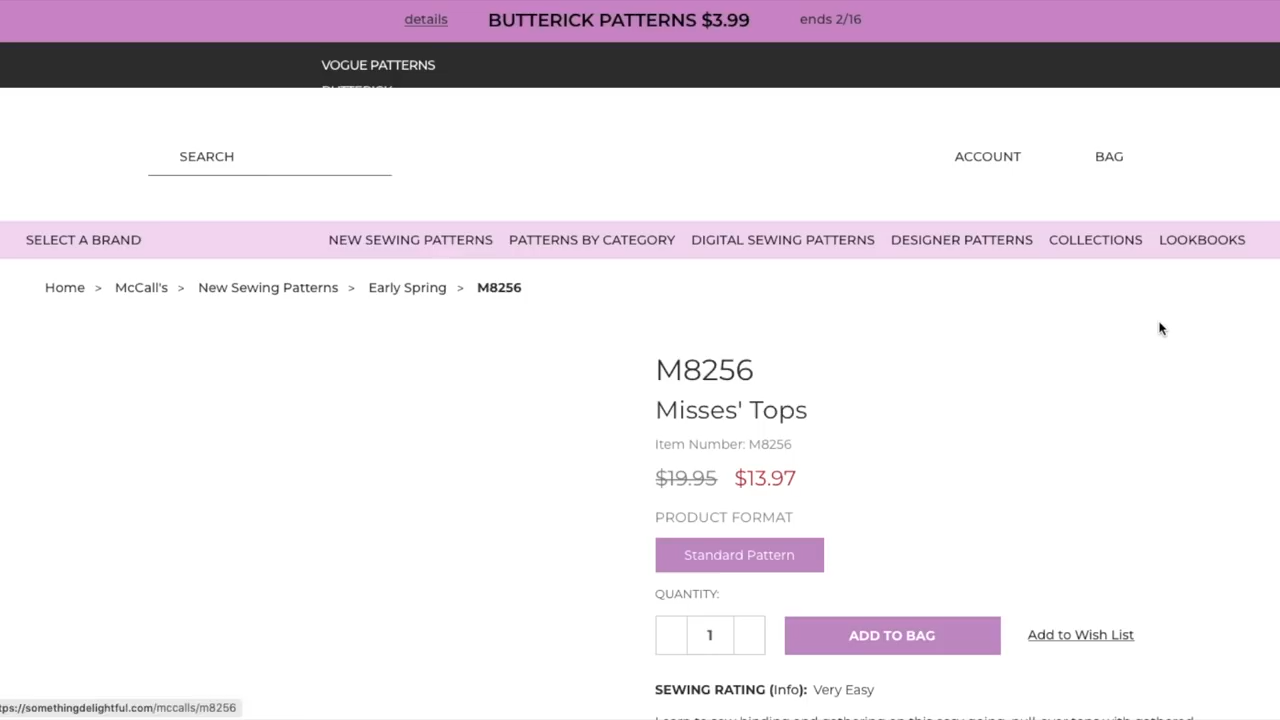 details BUTTERICK PATTERNS $3.99 ends 2/16
VOGUE PATTERNS
SEARCH ACCOUNT BAG
SELECT A BRAND NEW SEWING PATTERNS PATTERNS BY CATEGORY DIGITAL SEWING PATTERNS DESIGNER PATTERNS COLLECTIONS LOOKBOOKS
Home > McCall's > New Sewing Patterns > Early Spring > M8256
M8256
Misses' Tops
Item Number: M8256
$19.95 $13.97
PRODUCT FORMAT
Standard Pattern
QUANTITY:
1 ADD TO BAG Add to Wish List
SEWING RATING (Info): Very Easy
tps://somethingdelightful.com/mccalls/m8256